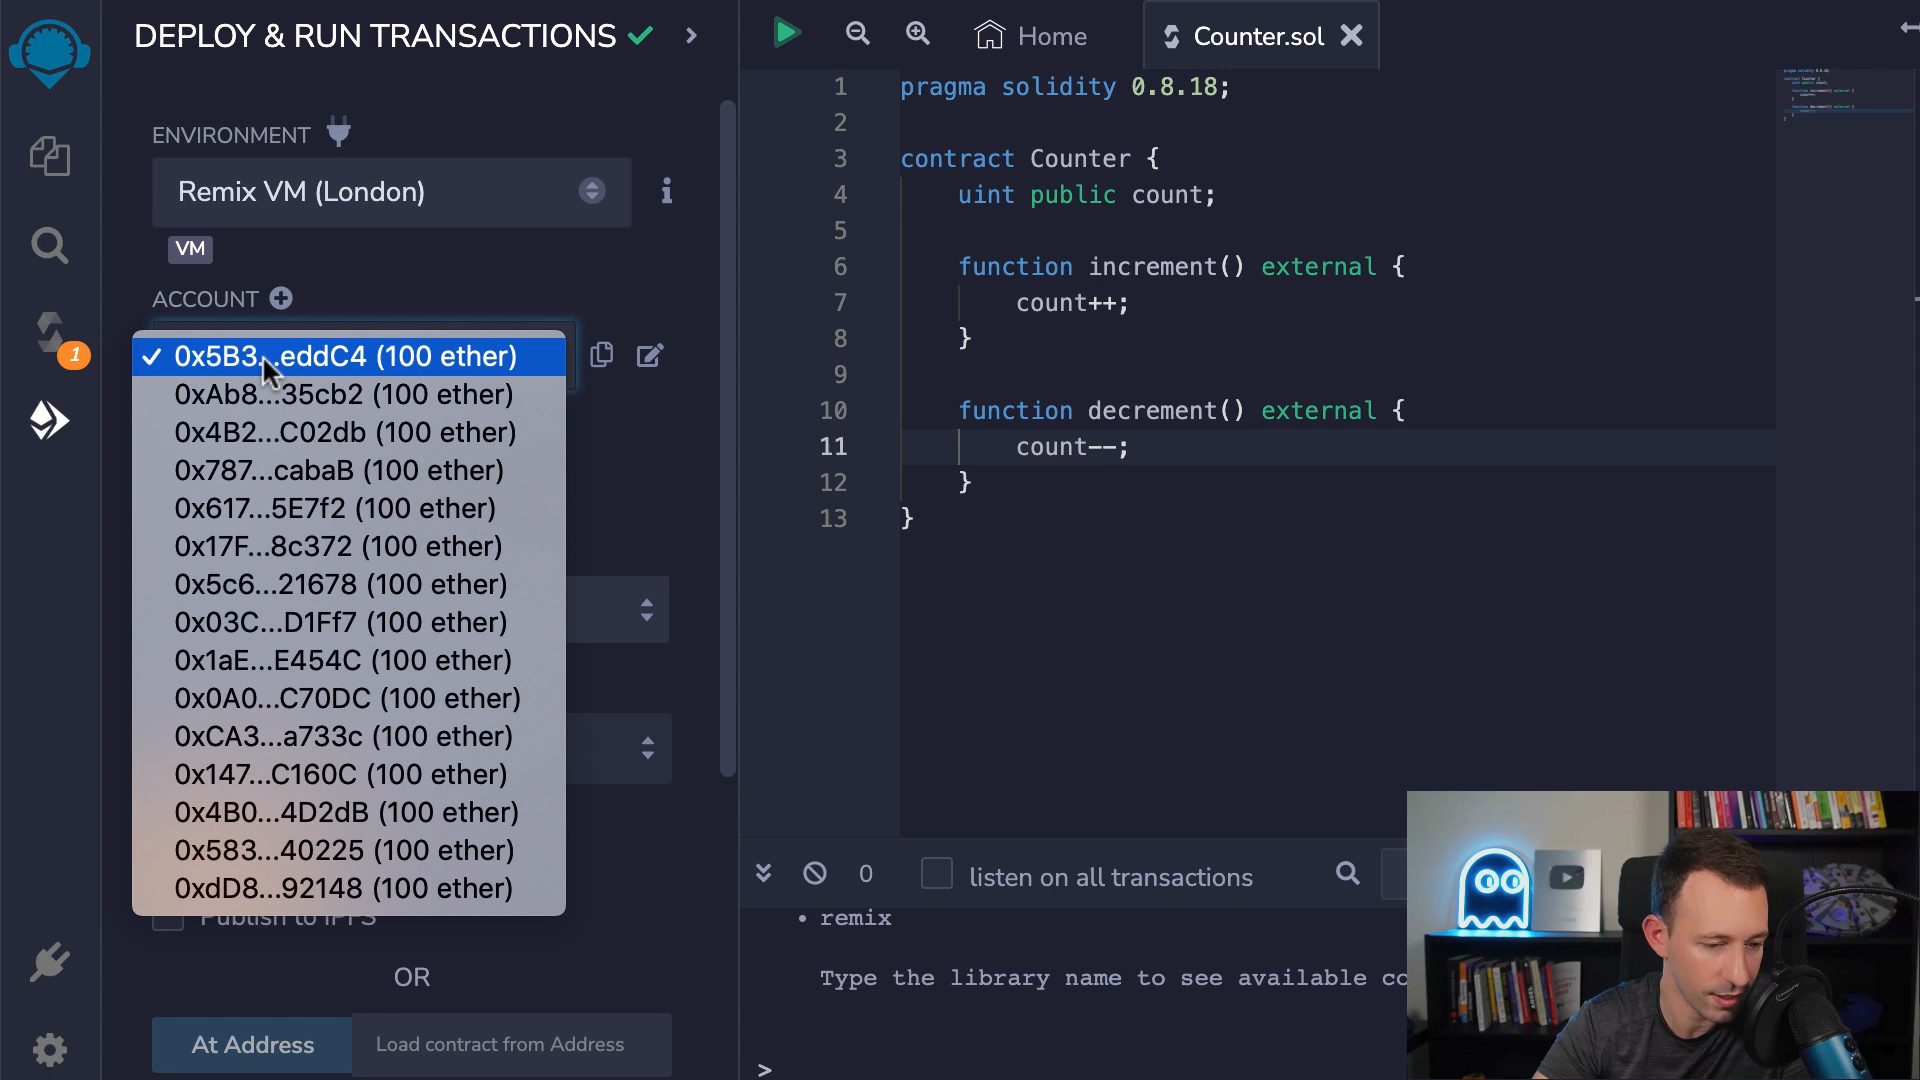 DEPLOY & RUN TRANSACTIONS
ENVIRONMENT
Remix VM (London)
VM
ACCOUNT
0x5B3...eddC4 (100 ether)
0xAb8...35cb2 (100 ether)
0x4B2...C02db (100 ether)
0x787...cabaB (100 ether)
0x617...5E7f2 (100 ether)
0x17F...8c372 (100 ether)
0x5c6...21678 (100 ether)
0x03C...D1Ff7 (100 ether)
0x1aE...E454C (100 ether)
0x0A0...C70DC (100 ether)
0xCA3...a733c (100 ether)
0x147...C160C (100 ether)
0x4B0...4D2dB (100 ether)
0x583...40225 (100 ether)
0xdD8...92148 (100 ether)
Publish to IPFS
OR
At Address
Load contract from Address
1
Home
Counter.sol
1 pragma solidity 0.8.18;
2
3 contract Counter {
4 uint public count;
5
6 function increment() external {
7 count++;
8 }
9
10 function decrement() external {
11 count--;
12 }
13 }
0
listen on all transactions
• remix
Type the library name to see available co
>